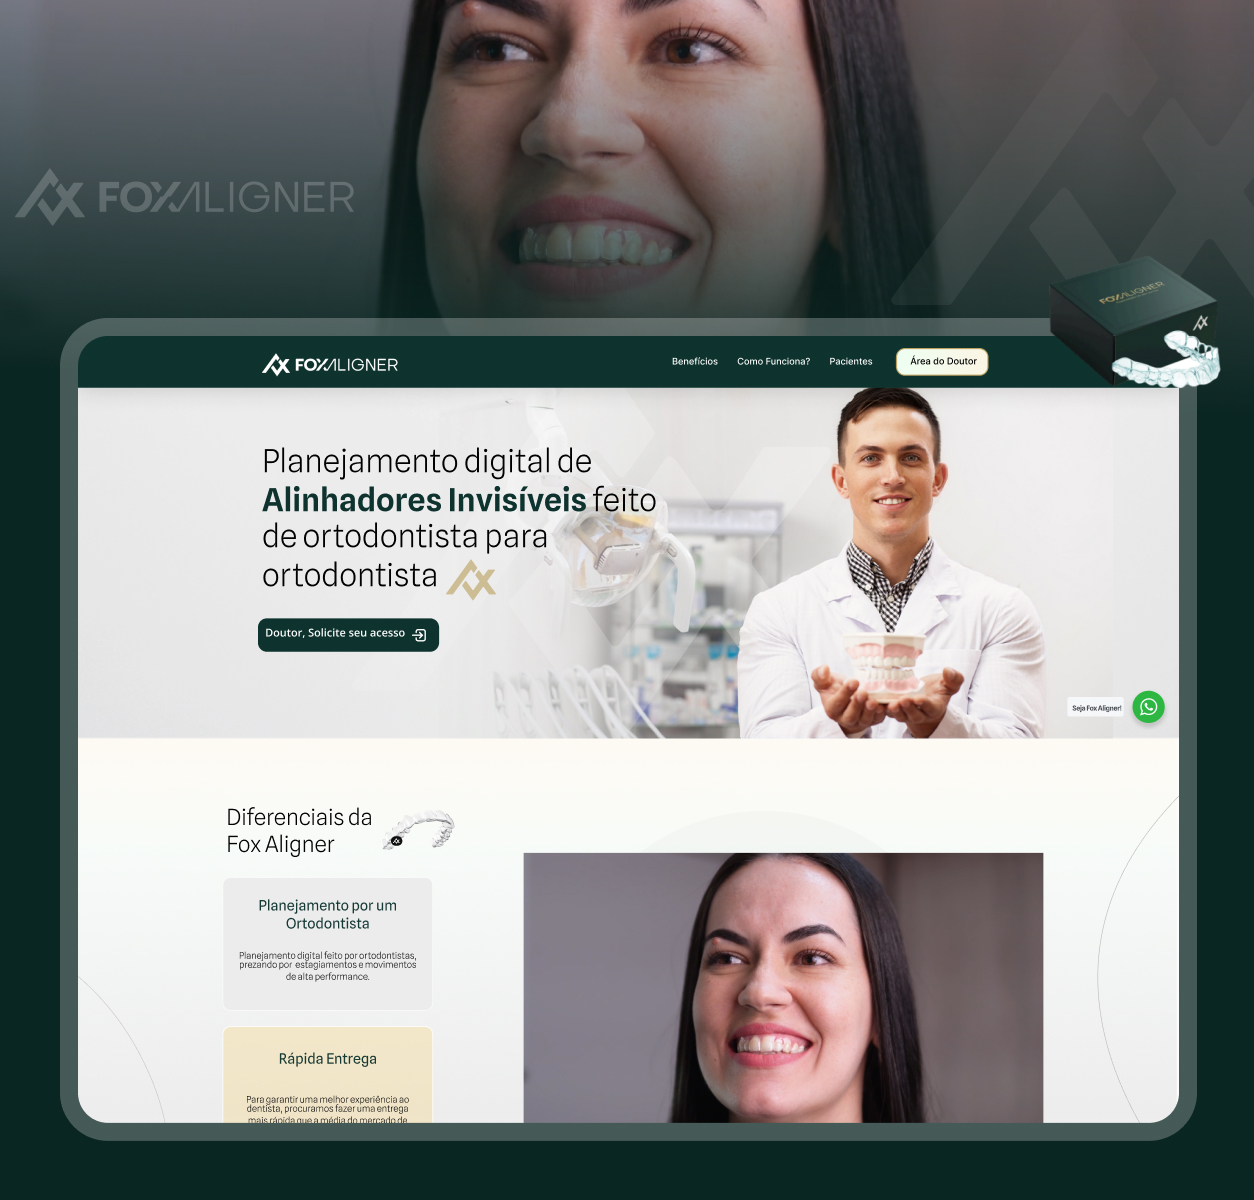 FOXALIGNER
FOXALIGNER
FOXALIGNER
Benefícios
Como Funciona?
Pacientes
Área do Doutor
Planejamento digital de
Alinhadores Invisíveis feito
de ortodontista para
ortodontista
Doutor, Solicite seu acesso
Seja Fox Aligner!
Diferenciais da
Fox Aligner
Planejamento por um
Ortodontista
Planejamento digital feito por ortodontistas,
prezando por estagiamentos e movimentos
de alta performance.
Rápida Entrega
Para garantir uma melhor experiência ao
dentista, procuramos fazer uma entrega
mais rápida que a média do mercado de